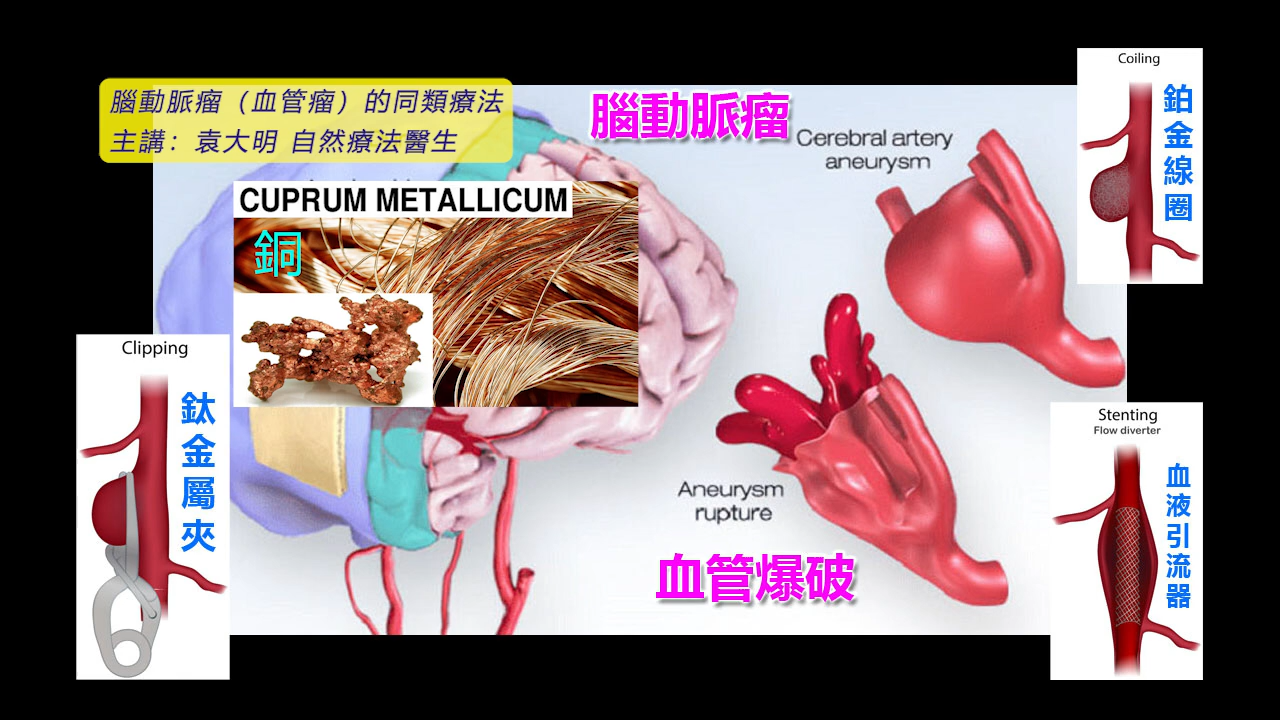 腦動脈瘤（血管瘤）的同類療法
主講：袁大明 自然療法醫生
腦動脈瘤
Cerebral artery
aneurysm
Coiling
鉑金線圈
CUPRUM METALLICUM
銅
Clipping
鈦金屬夾
Aneurysm
rupture
血管爆破
Stenting
Flow diverter
血液引流器